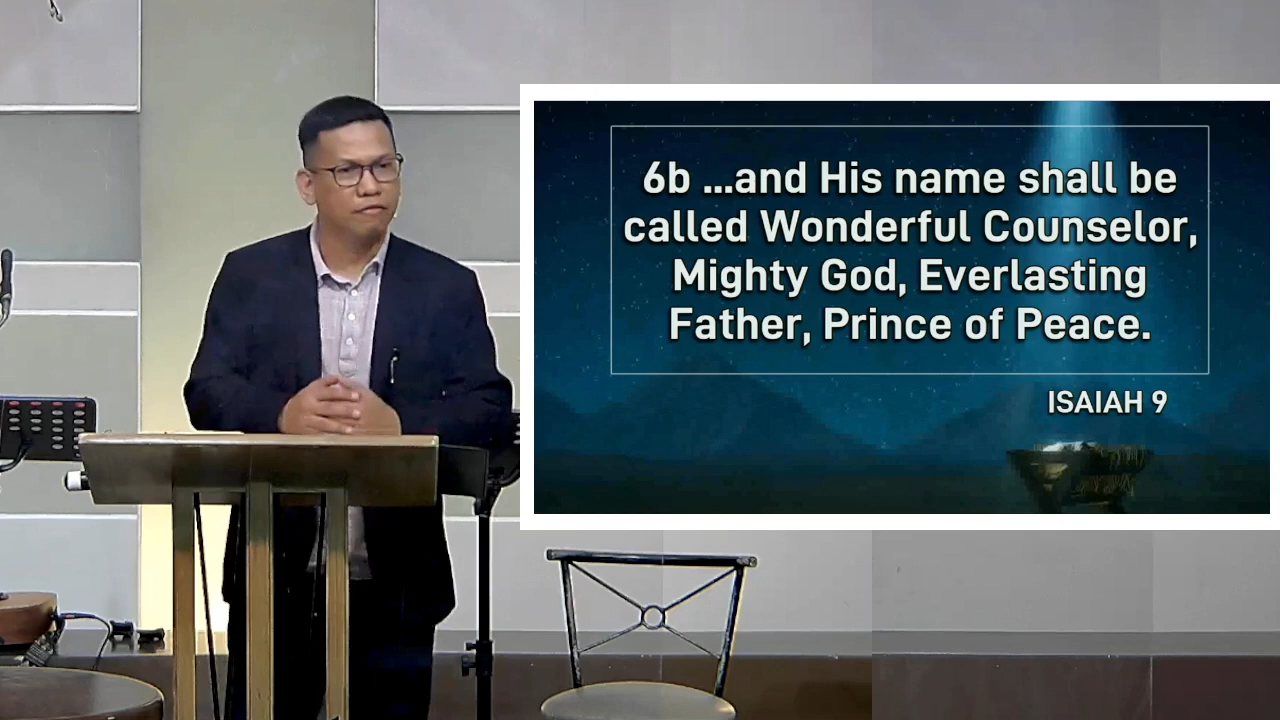 6b ...and His name shall be
called Wonderful Counselor,
Mighty God, Everlasting
Father, Prince of Peace.
ISAIAH 9